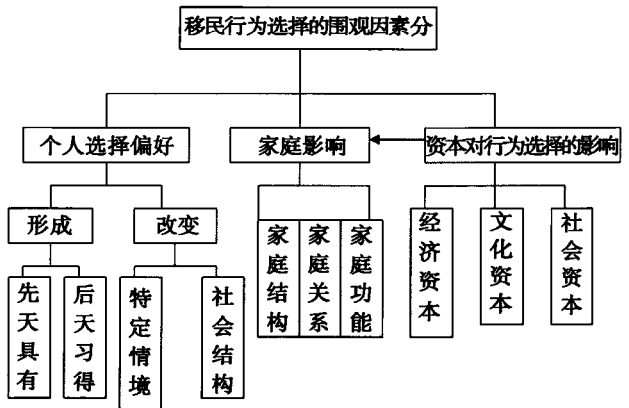 移民行为选择的围观因素分
个人选择偏好
家庭影响
资本对行为选择的影响
形成
改变
先天具有
后天习得
特定情境
社会结构
家庭结构
家庭关系
家庭功能
经济资本
文化资本
社会资本